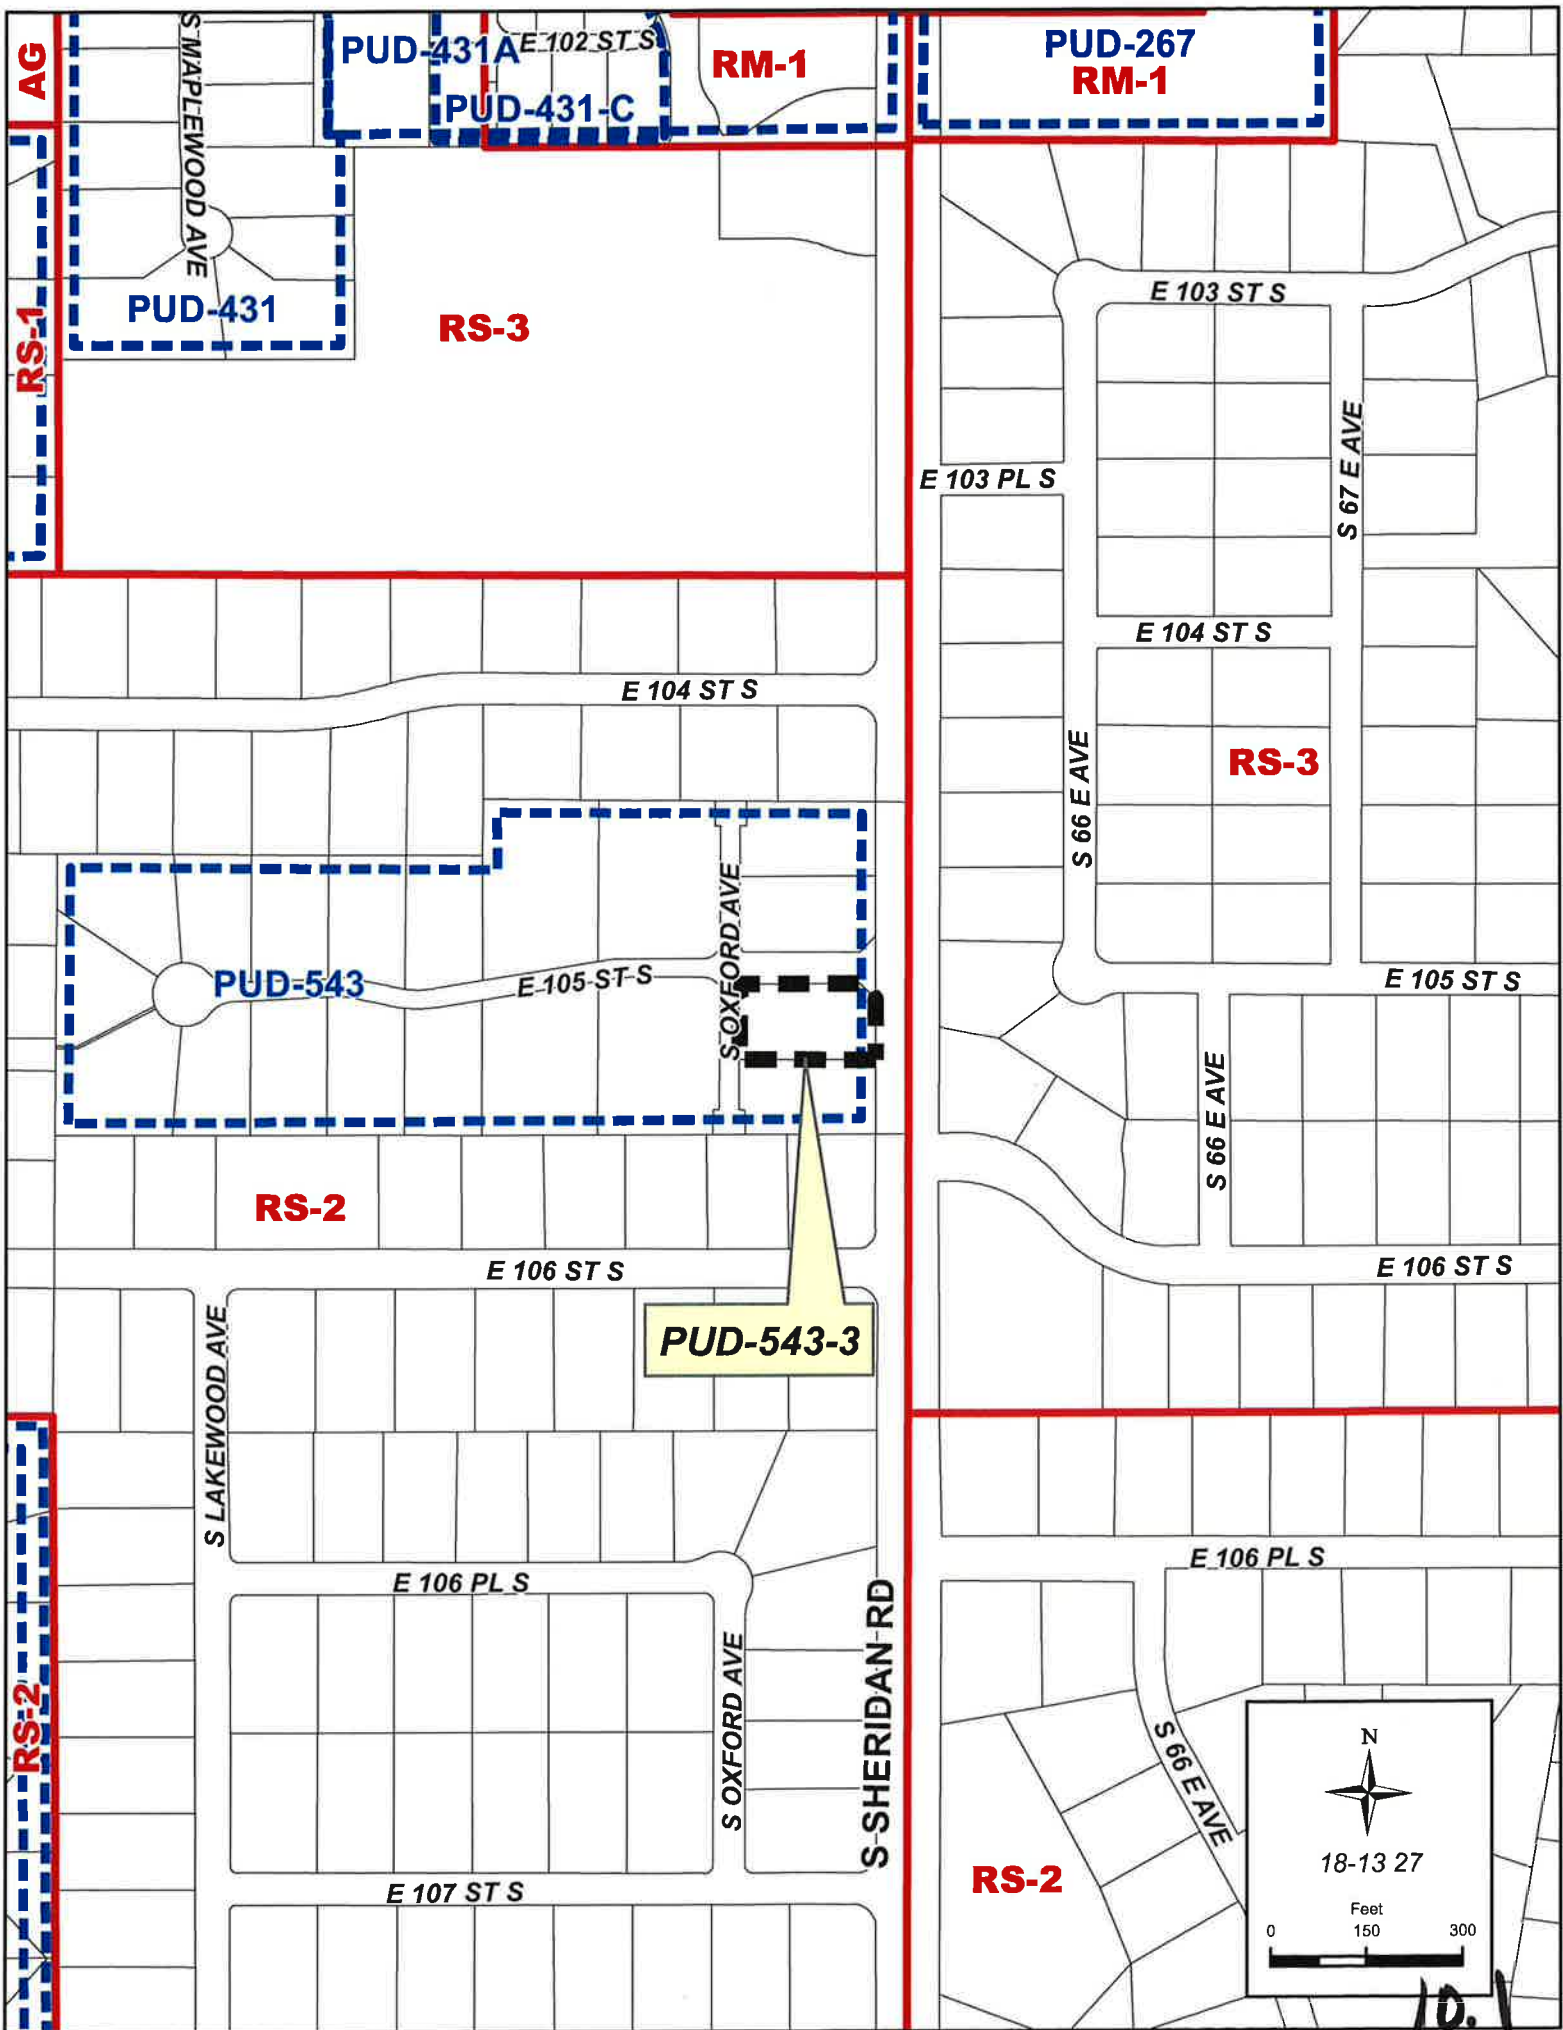 AG
S MAPLEWOOD AVE
PUD-431A
E 102 ST S
PUD-431-C
RM-1
PUD-267
RM-1
RS-1
PUD-431
RS-3
E 103 ST S
E 103 PL S
S 67 E AVE
E 104 ST S
E 104 ST S
S 66 E AVE
RS-3
S OXFORD AVE
PUD-543
E 105 ST S
E 105 ST S
S 66 E AVE
RS-2
E 106 ST S
E 106 ST S
PUD-543-3
S LAKEWOOD AVE
E 106 PL S
E 106 PL S
S OXFORD AVE
S SHERIDAN RD
RS-2
S 66 E AVE
RS-2
E 107 ST S
N
18-13 27
Feet
0 150 300
10.1